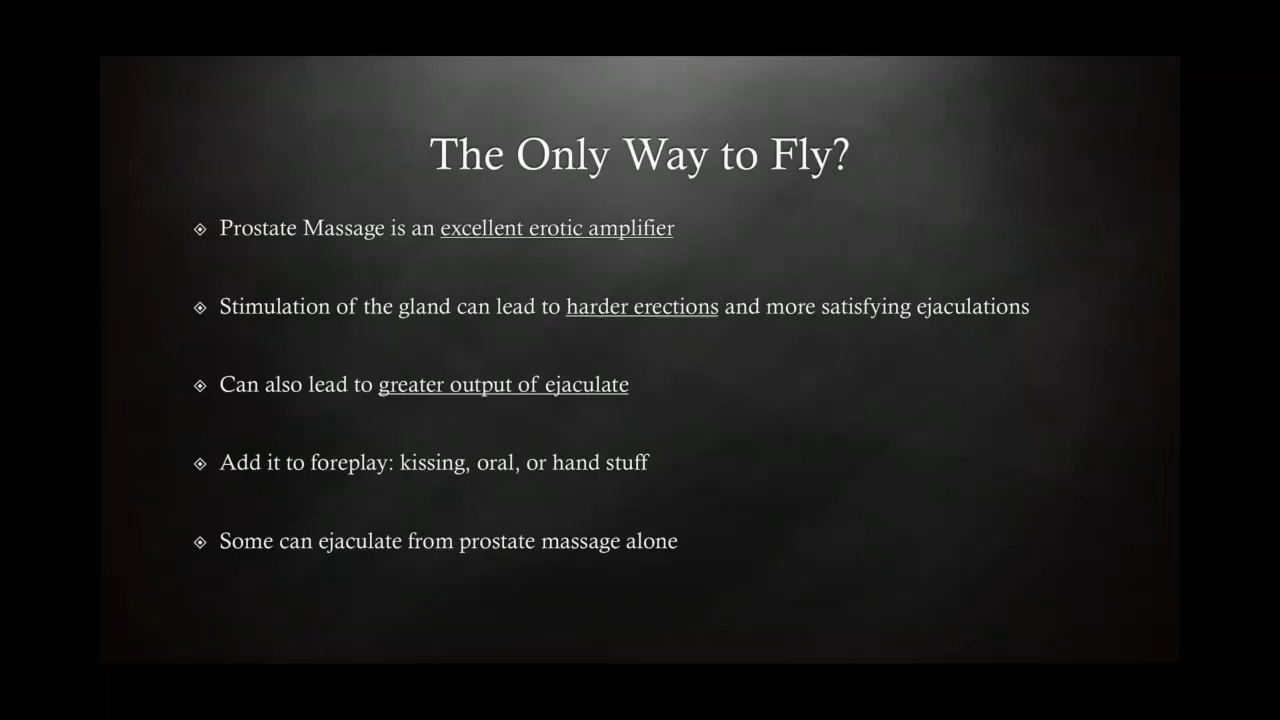 The Only Way to Fly?
Prostate Massage is an excellent erotic amplifier
Stimulation of the gland can lead to harder erections and more satisfying ejaculations
Can also lead to greater output of ejaculate
Add it to foreplay: kissing, oral, or hand stuff
Some can ejaculate from prostate massage alone